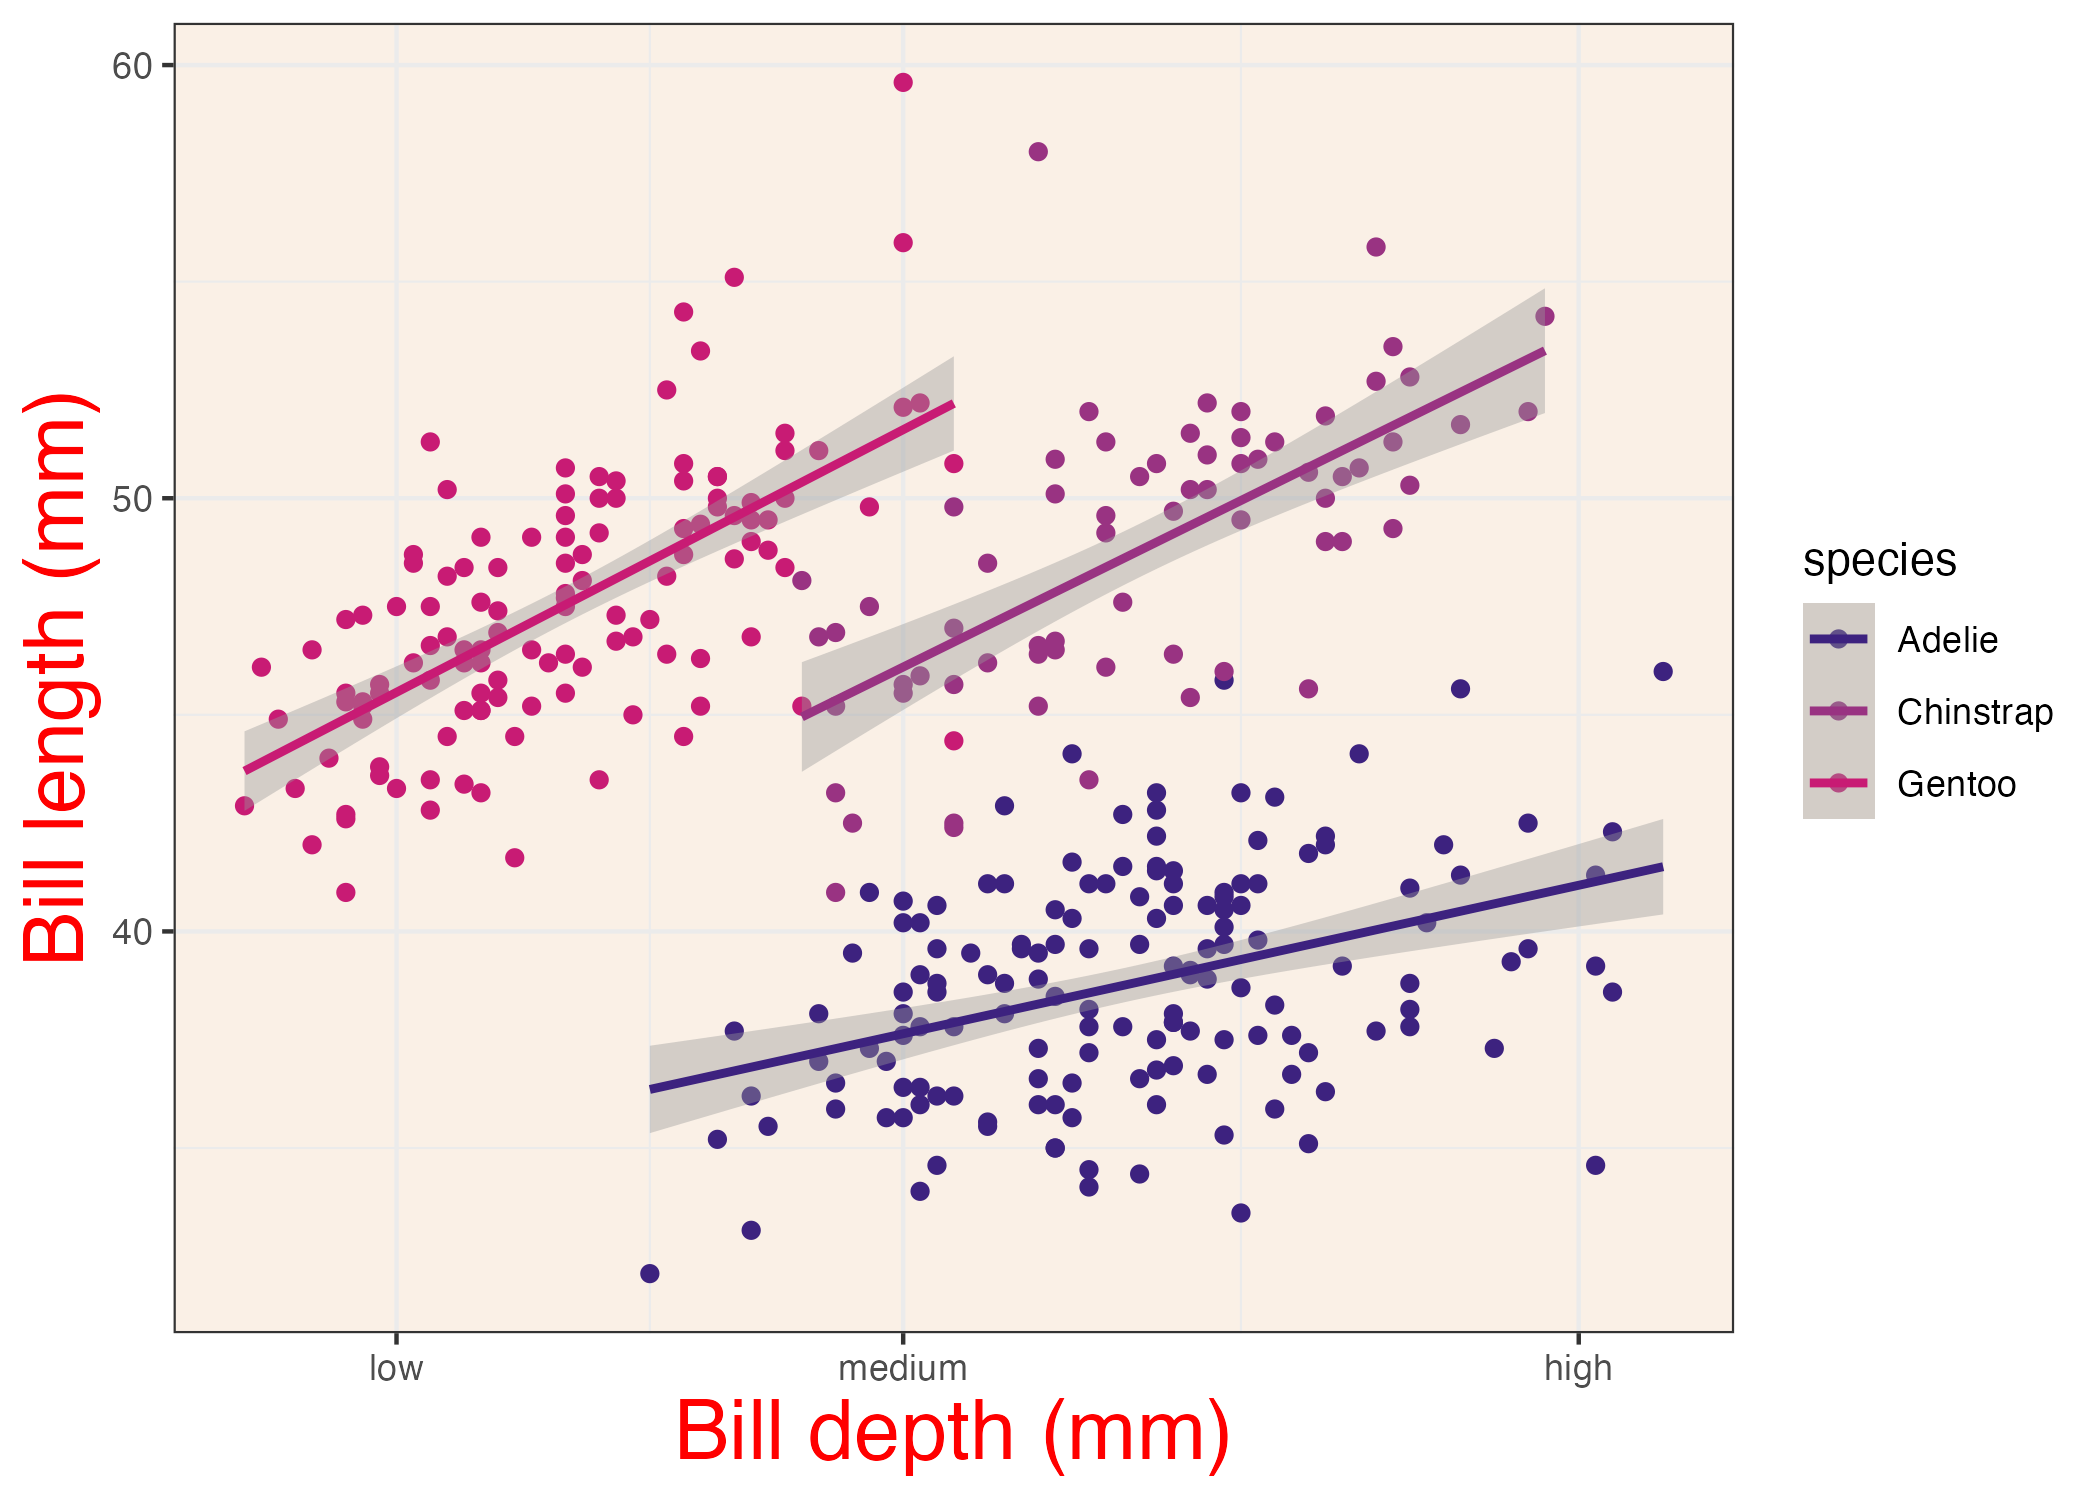 60
50
40
Bill length (mm)
low medium high
Bill depth (mm)
species
Adelie
Chinstrap
Gentoo